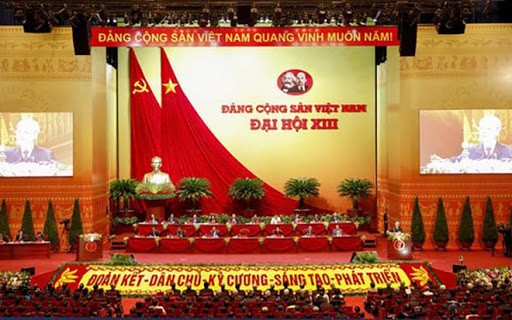 ĐẢNG CỘNG SẢN VIỆT NAM QUANG VINH MUÔN NĂM!
ĐẢNG CỘNG SẢN VIỆT NAM
ĐẠI HỘI XIII
ĐOÀN KẾT-DÂN CHỦ-KỶ CƯƠNG-SÁNG TẠO-PHÁT TRIỂN